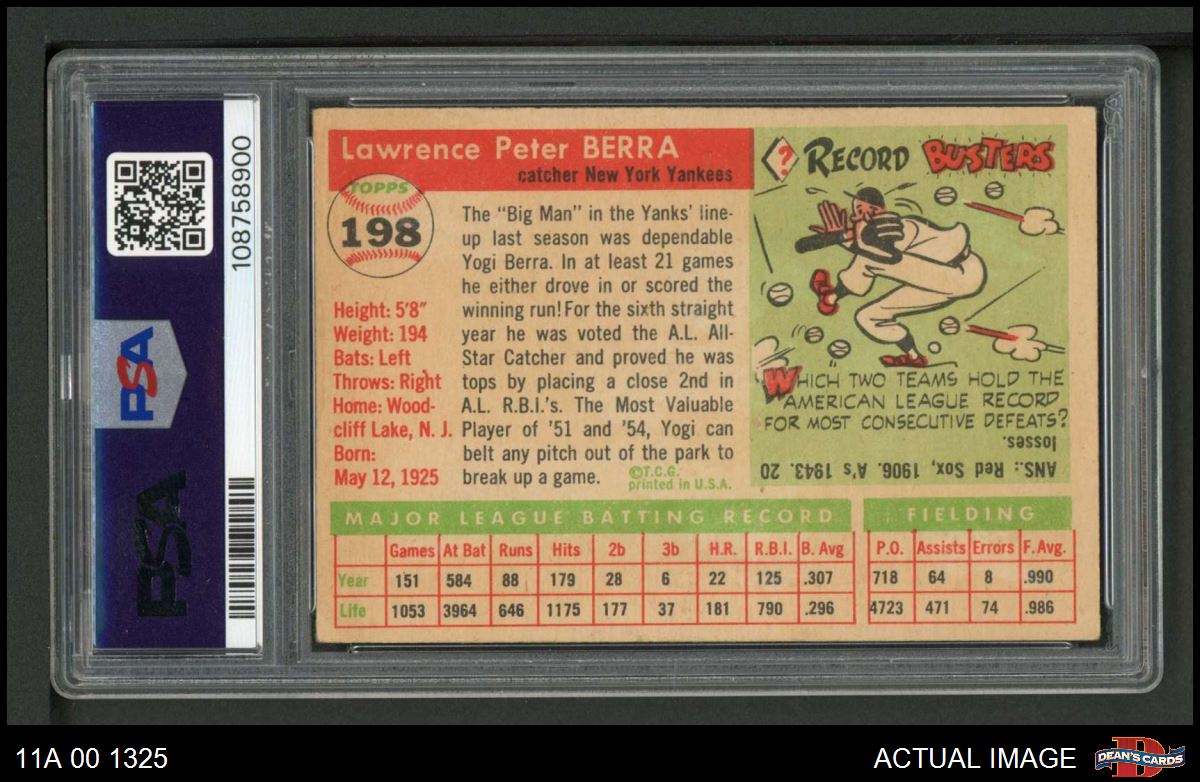 108758900
PSA
PSA
Lawrence Peter BERRA
catcher New York Yankees
TOPPS
198
Height: 5'8"
Weight: 194
Bats: Left
Throws: Right
Home: Wood-
cliff Lake, N. J.
Born:
May 12, 1925
The "Big Man" in the Yanks' line-
up last season was dependable
Yogi Berra. In at least 21 games
he either drove in or scored the
winning run! For the sixth straight
year he was voted the A.L. All-
Star Catcher and proved he was
tops by placing a close 2nd in
A.L. R.B.I.'s. The Most Valuable
Player of '51 and '54, Yogi can
belt any pitch out of the park to
break up a game.
©T.C.G.
printed in U.S.A.
? RECORD BUSTERS
WHICH TWO TEAMS HOLD THE
AMERICAN LEAGUE RECORD
FOR MOST CONSECUTIVE DEFEATS?
ANS.: Red Sox, 1906. A's 1943. 20
losses.
MAJOR LEAGUE BATTING RECORD
Games At Bat Runs Hits 2b 3b H.R. R.B.I. B. Avg
Year 151 584 88 179 28 6 22 125 .307
Life 1053 3964 646 1175 177 37 181 790 .296
FIELDING
P.O. Assists Errors F. Avg.
718 64 8 .990
4723 471 74 .986
11A 00 1325
ACTUAL IMAGE
D
DEAN'S CARDS